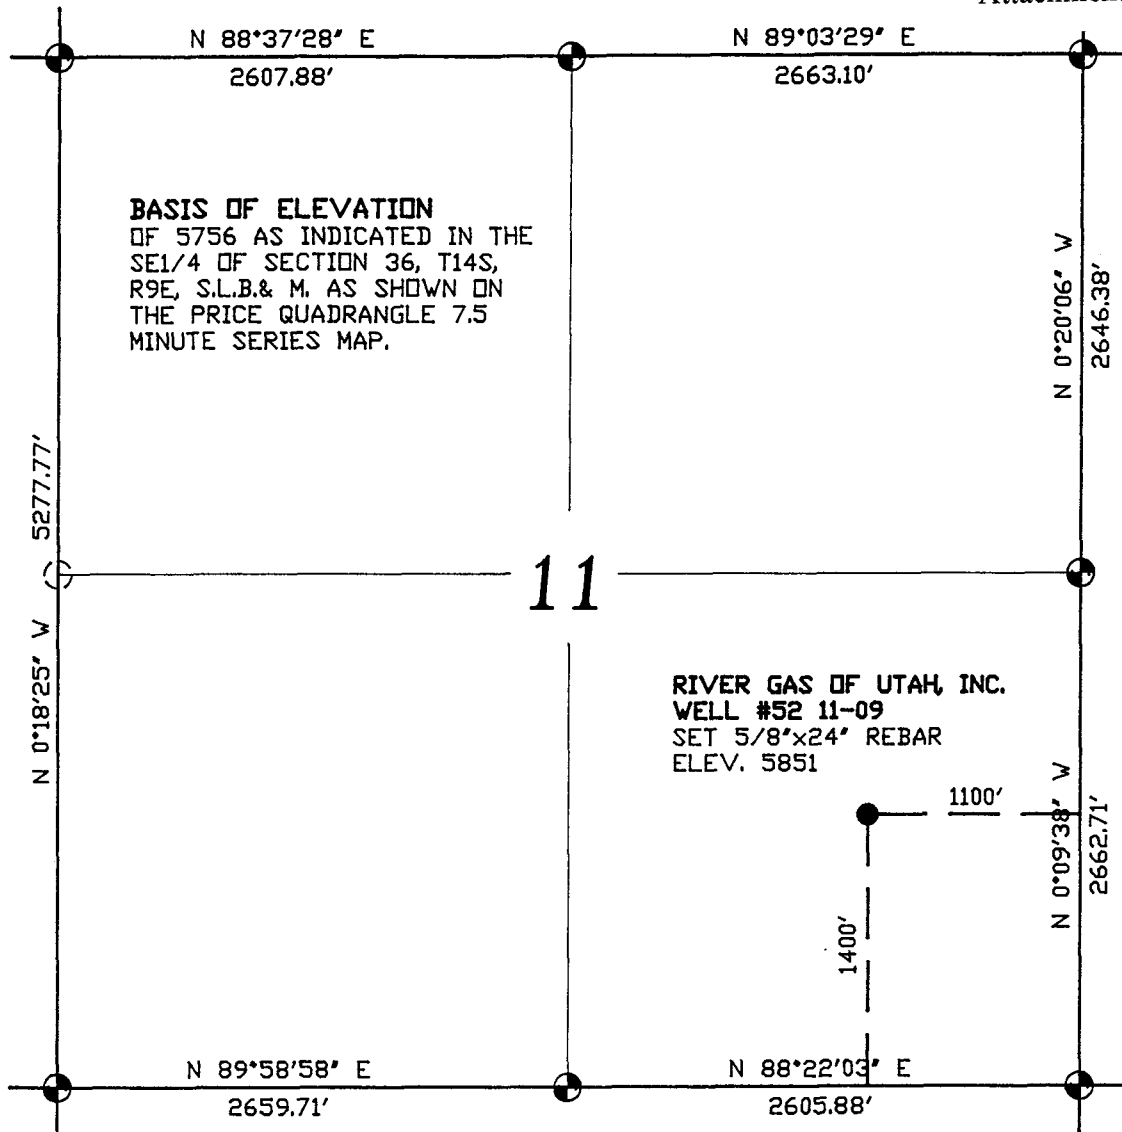 N 88°37'28" E
2607.88'
N 89°03'29" E
2663.10'
BASIS OF ELEVATION
OF 5756 AS INDICATED IN THE
SE1/4 OF SECTION 36, T14S,
R9E, S.L.B.& M. AS SHOWN ON
THE PRICE QUADRANGLE 7.5
MINUTE SERIES MAP.
N 0°20'06" W
2646.38'
5277.77'
N 0°18'25" W
11
RIVER GAS OF UTAH, INC.
WELL #52 11-09
SET 5/8"x24" REBAR
ELEV. 5851
1100'
1400'
N 0°09'38" W
2662.71'
N 89°58'58" E
2659.71'
N 88°22'03" E
2605.88'